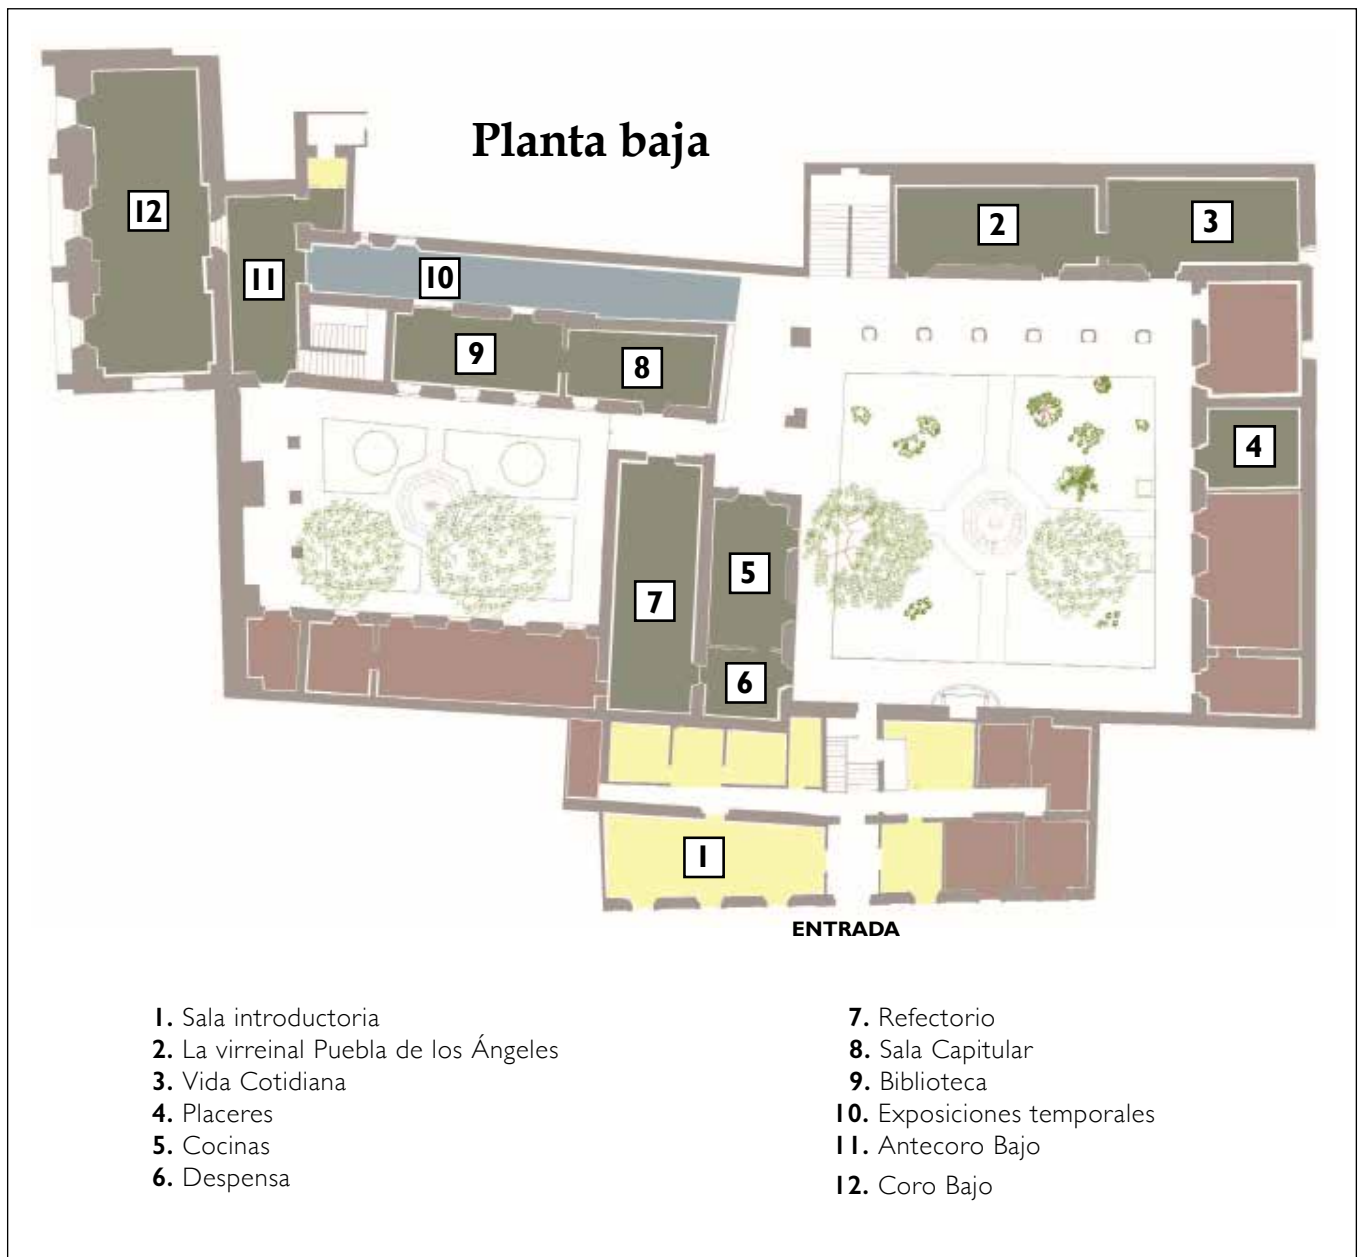 Planta baja
12
2
3
11
10
9
8
4
5
7
6
1
ENTRADA
1. Sala introductoria
2. La virreinal Puebla de los Ángeles
3. Vida Cotidiana
4. Placeres
5. Cocinas
6. Despensa
7. Refectorio
8. Sala Capitular
9. Biblioteca
10. Exposiciones temporales
11. Antecoro Bajo
12. Coro Bajo